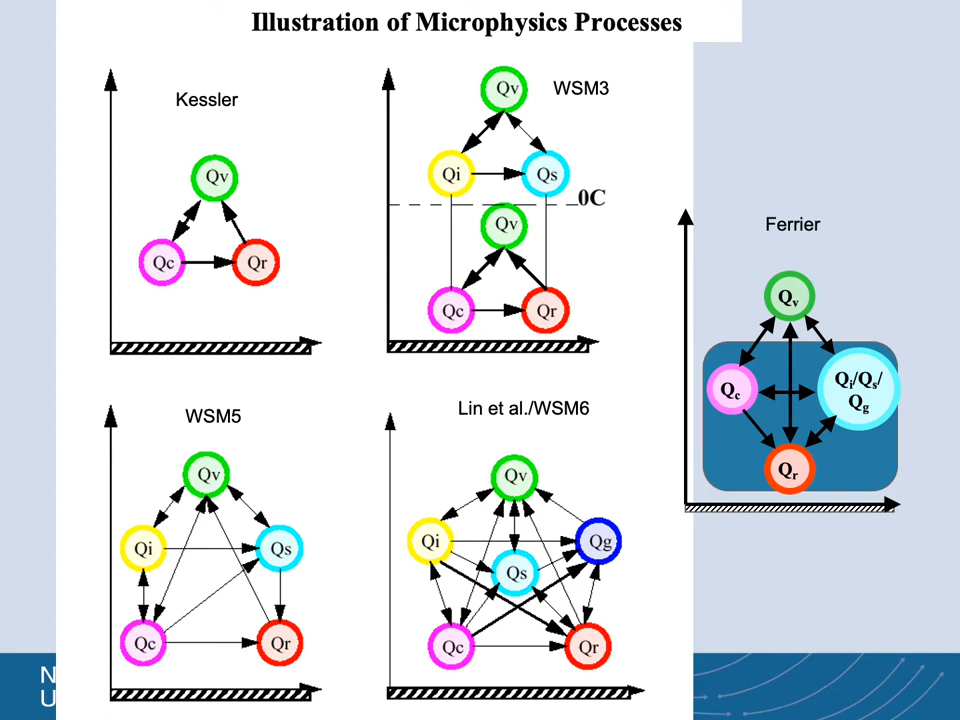 Illustration of Microphysics Processes
Kessler
Qv
Qc
Qr
WSM3
Qv
Qi
Qs
0C
Qv
Qc
Qr
Ferrier
Qv
Qc
Qi/Qs/
Qg
Qr
WSM5
Qv
Qi
Qs
Qc
Qr
Lin et al./WSM6
Qv
Qi
Qg
Qs
Qc
Qr
N
U